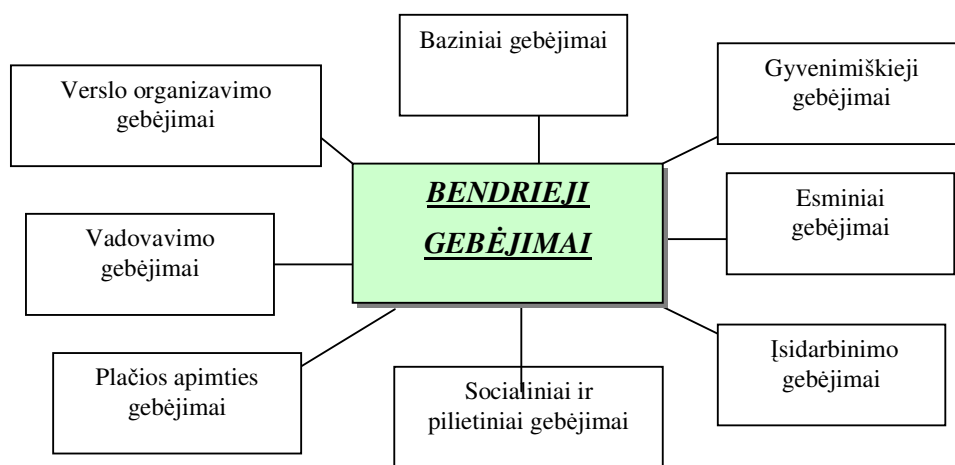 Baziniai gebėjimai
Gyvenimiškieji
gebėjimai
Verslo organizavimo
gebėjimai
BENDRIEJI
GEBĖJIMAI
Esminiai
gebėjimai
Vadovavimo
gebėjimai
Įsidarbinimo
gebėjimai
Plačios apimties
gebėjimai
Socialiniai ir
pilietiniai gebėjimai